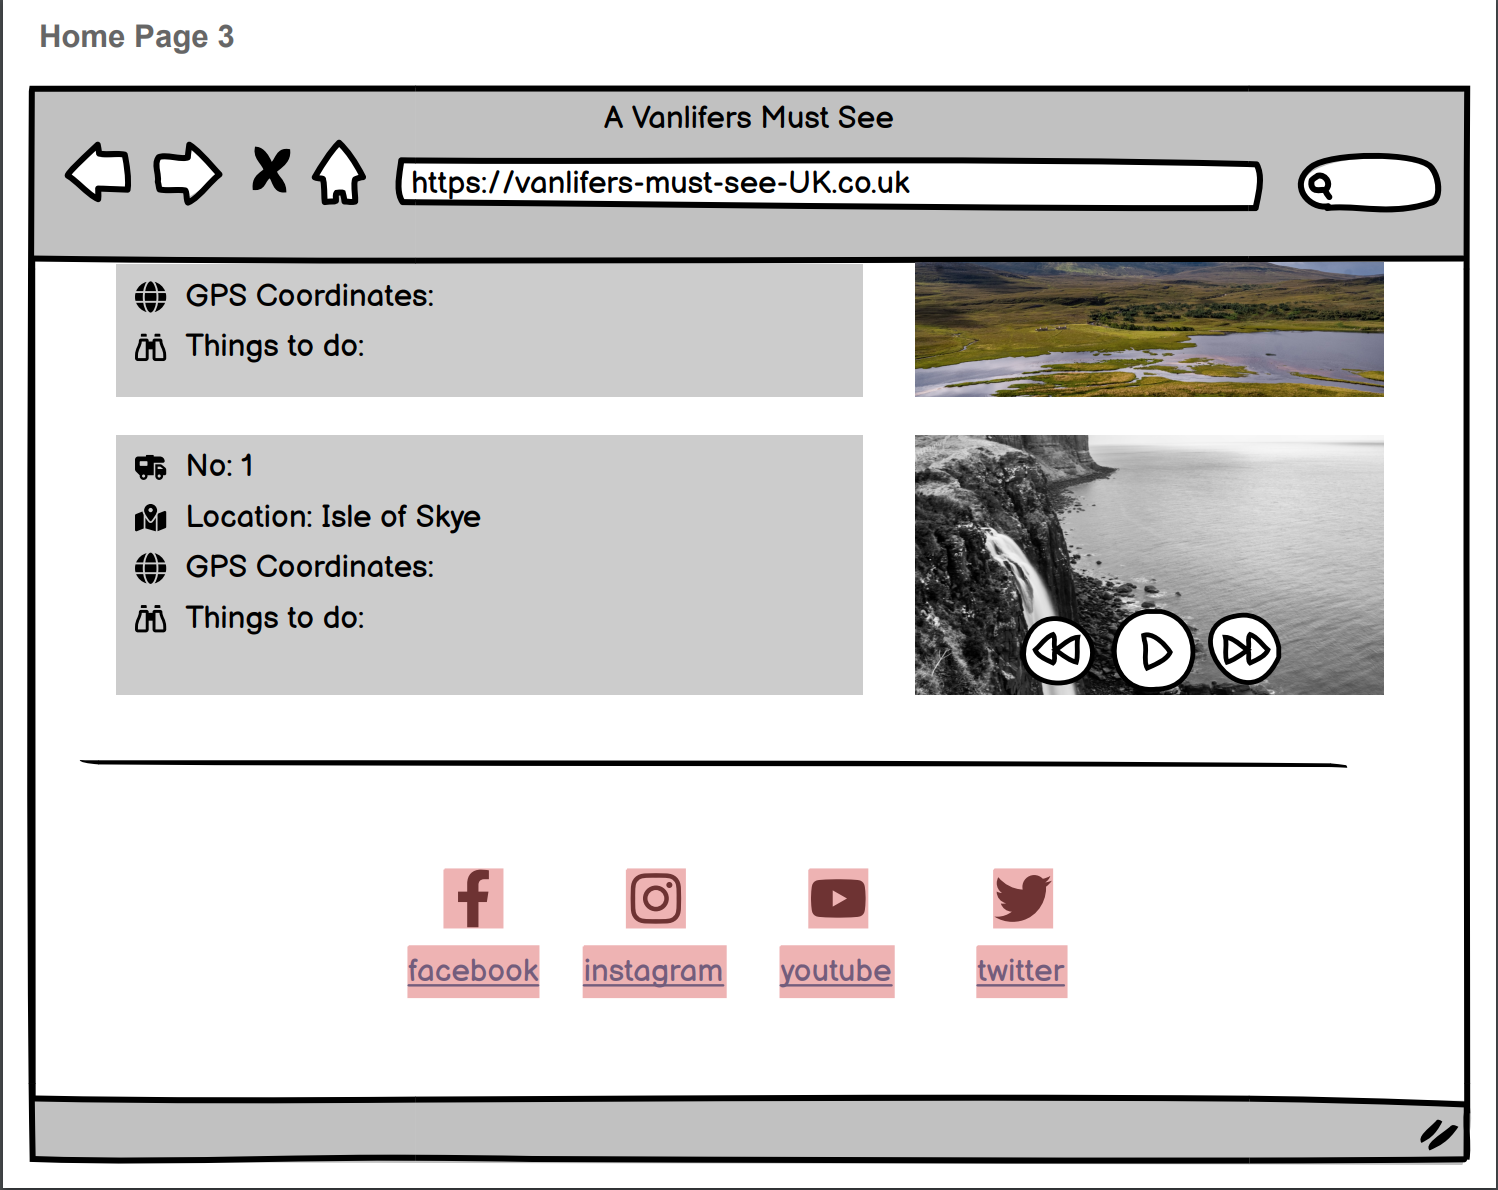 Home Page 3
A Vanlifers Must See
https://vanlifers-must-see-UK.co.uk
GPS Coordinates:
Things to do:
No: 1
Location: Isle of Skye
GPS Coordinates:
Things to do:
facebook instagram youtube twitter